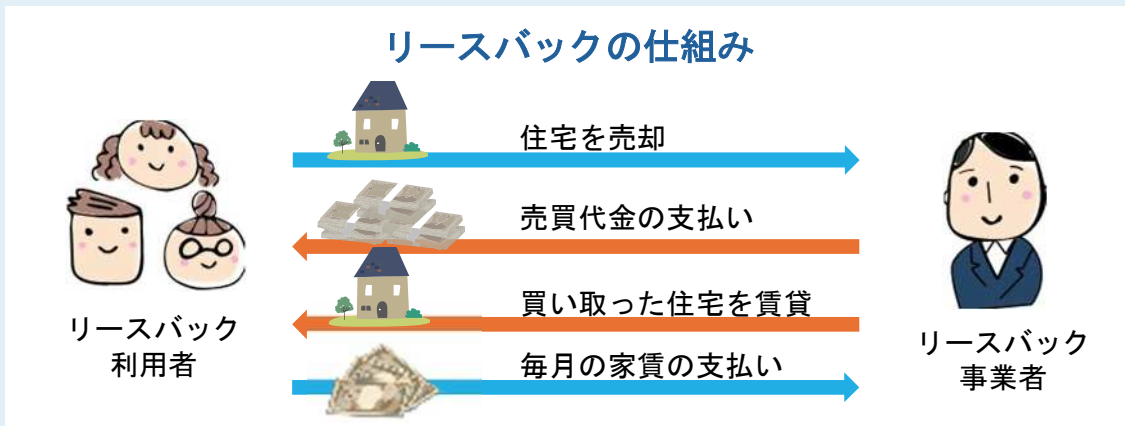 リースバックの仕組み
住宅を売却
売買代金の支払い
買い取った住宅を賃貸
毎月の家賃の支払い
リースバック
利用者
リースバック
事業者